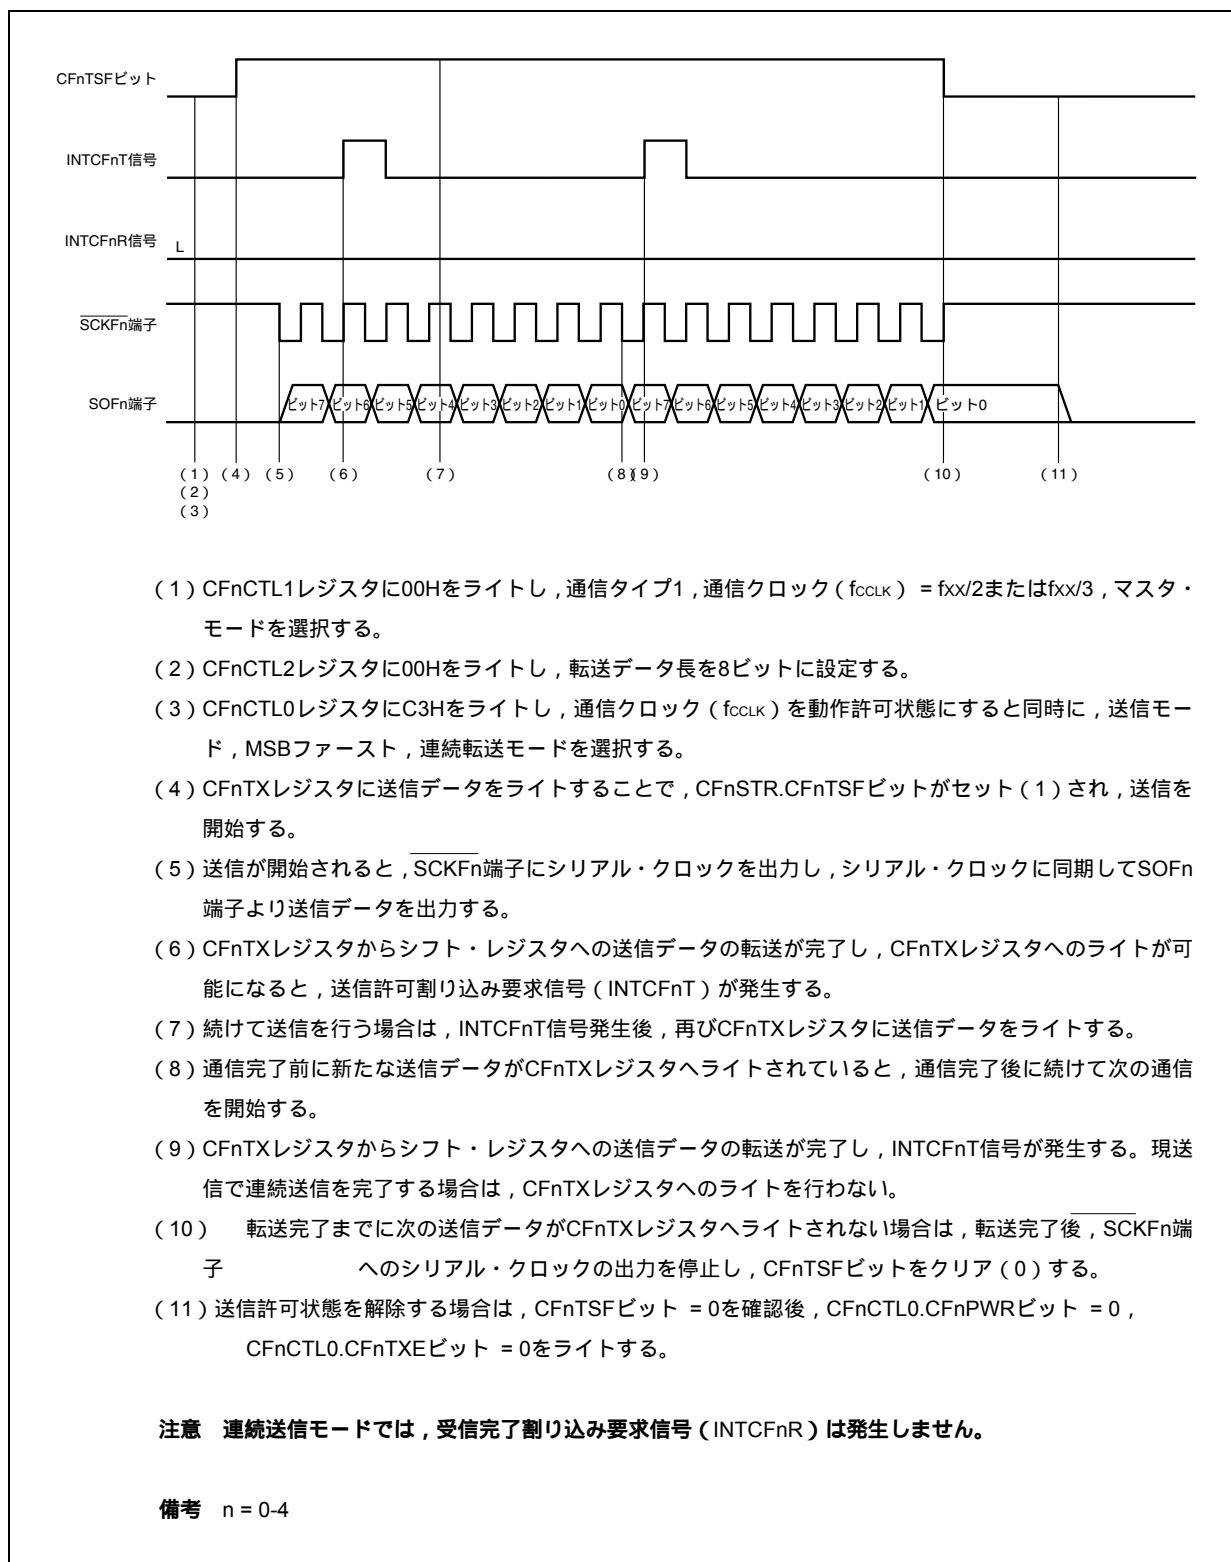 CFnTSFビット
INTCFnT信号
INTCFnR信号 L
SCKFn端子
SOFn端子 ビット7 ビット6 ビット5 ビット4 ビット3 ビット2 ビット1 ビット0 ビット7 ビット6 ビット5 ビット4 ビット3 ビット2 ビット1 ビット0
(1) (4) (5) (6) (7) (8) (9) (10) (11)
(2)
(3)
(1)CFnCTL1レジスタに00Hをライトし,通信タイプ1,通信クロック(fCCLK) = fXX/2またはfXX/3,マスタ・
モードを選択する。
(2)CFnCTL2レジスタに00Hをライトし,転送データ長を8ビットに設定する。
(3)CFnCTL0レジスタにC3Hをライトし,通信クロック(fCCLK)を動作許可状態にすると同時に,送信モー
ド,MSBファースト,連続転送モードを選択する。
(4)CFnTXレジスタに送信データをライトすることで,CFnSTR.CFnTSFビットがセット(1)され,送信を
開始する。
(5)送信が開始されると,SCKFn端子にシリアル・クロックを出力し,シリアル・クロックに同期してSOFn
端子より送信データを出力する。
(6)CFnTXレジスタからシフト・レジスタへの送信データの転送が完了し,CFnTXレジスタへのライトが可
能になると,送信許可割り込み要求信号(INTCFnT)が発生する。
(7)続けて送信を行う場合は,INTCFnT信号発生後,再びCFnTXレジスタに送信データをライトする。
(8)通信完了前に新たな送信データがCFnTXレジスタへライトされていると,通信完了後に続けて次の通信
を開始する。
(9)CFnTXレジスタからシフト・レジスタへの送信データの転送が完了し,INTCFnT信号が発生する。現送
信で連続送信を完了する場合は,CFnTXレジスタへのライトを行わない。
(10) 転送完了までに次の送信データがCFnTXレジスタへライトされない場合は,転送完了後,SCKFn端
子 へのシリアル・クロックの出力を停止し,CFnTSFビットをクリア(0)する。
(11)送信許可状態を解除する場合は,CFnTSFビット = 0を確認後,CFnCTL0.CFnPWRビット = 0,
CFnCTL0.CFnTXEビット = 0をライトする。
注意 連続送信モードでは,受信完了割り込み要求信号(INTCFnR)は発生しません。
備考 n = 0-4